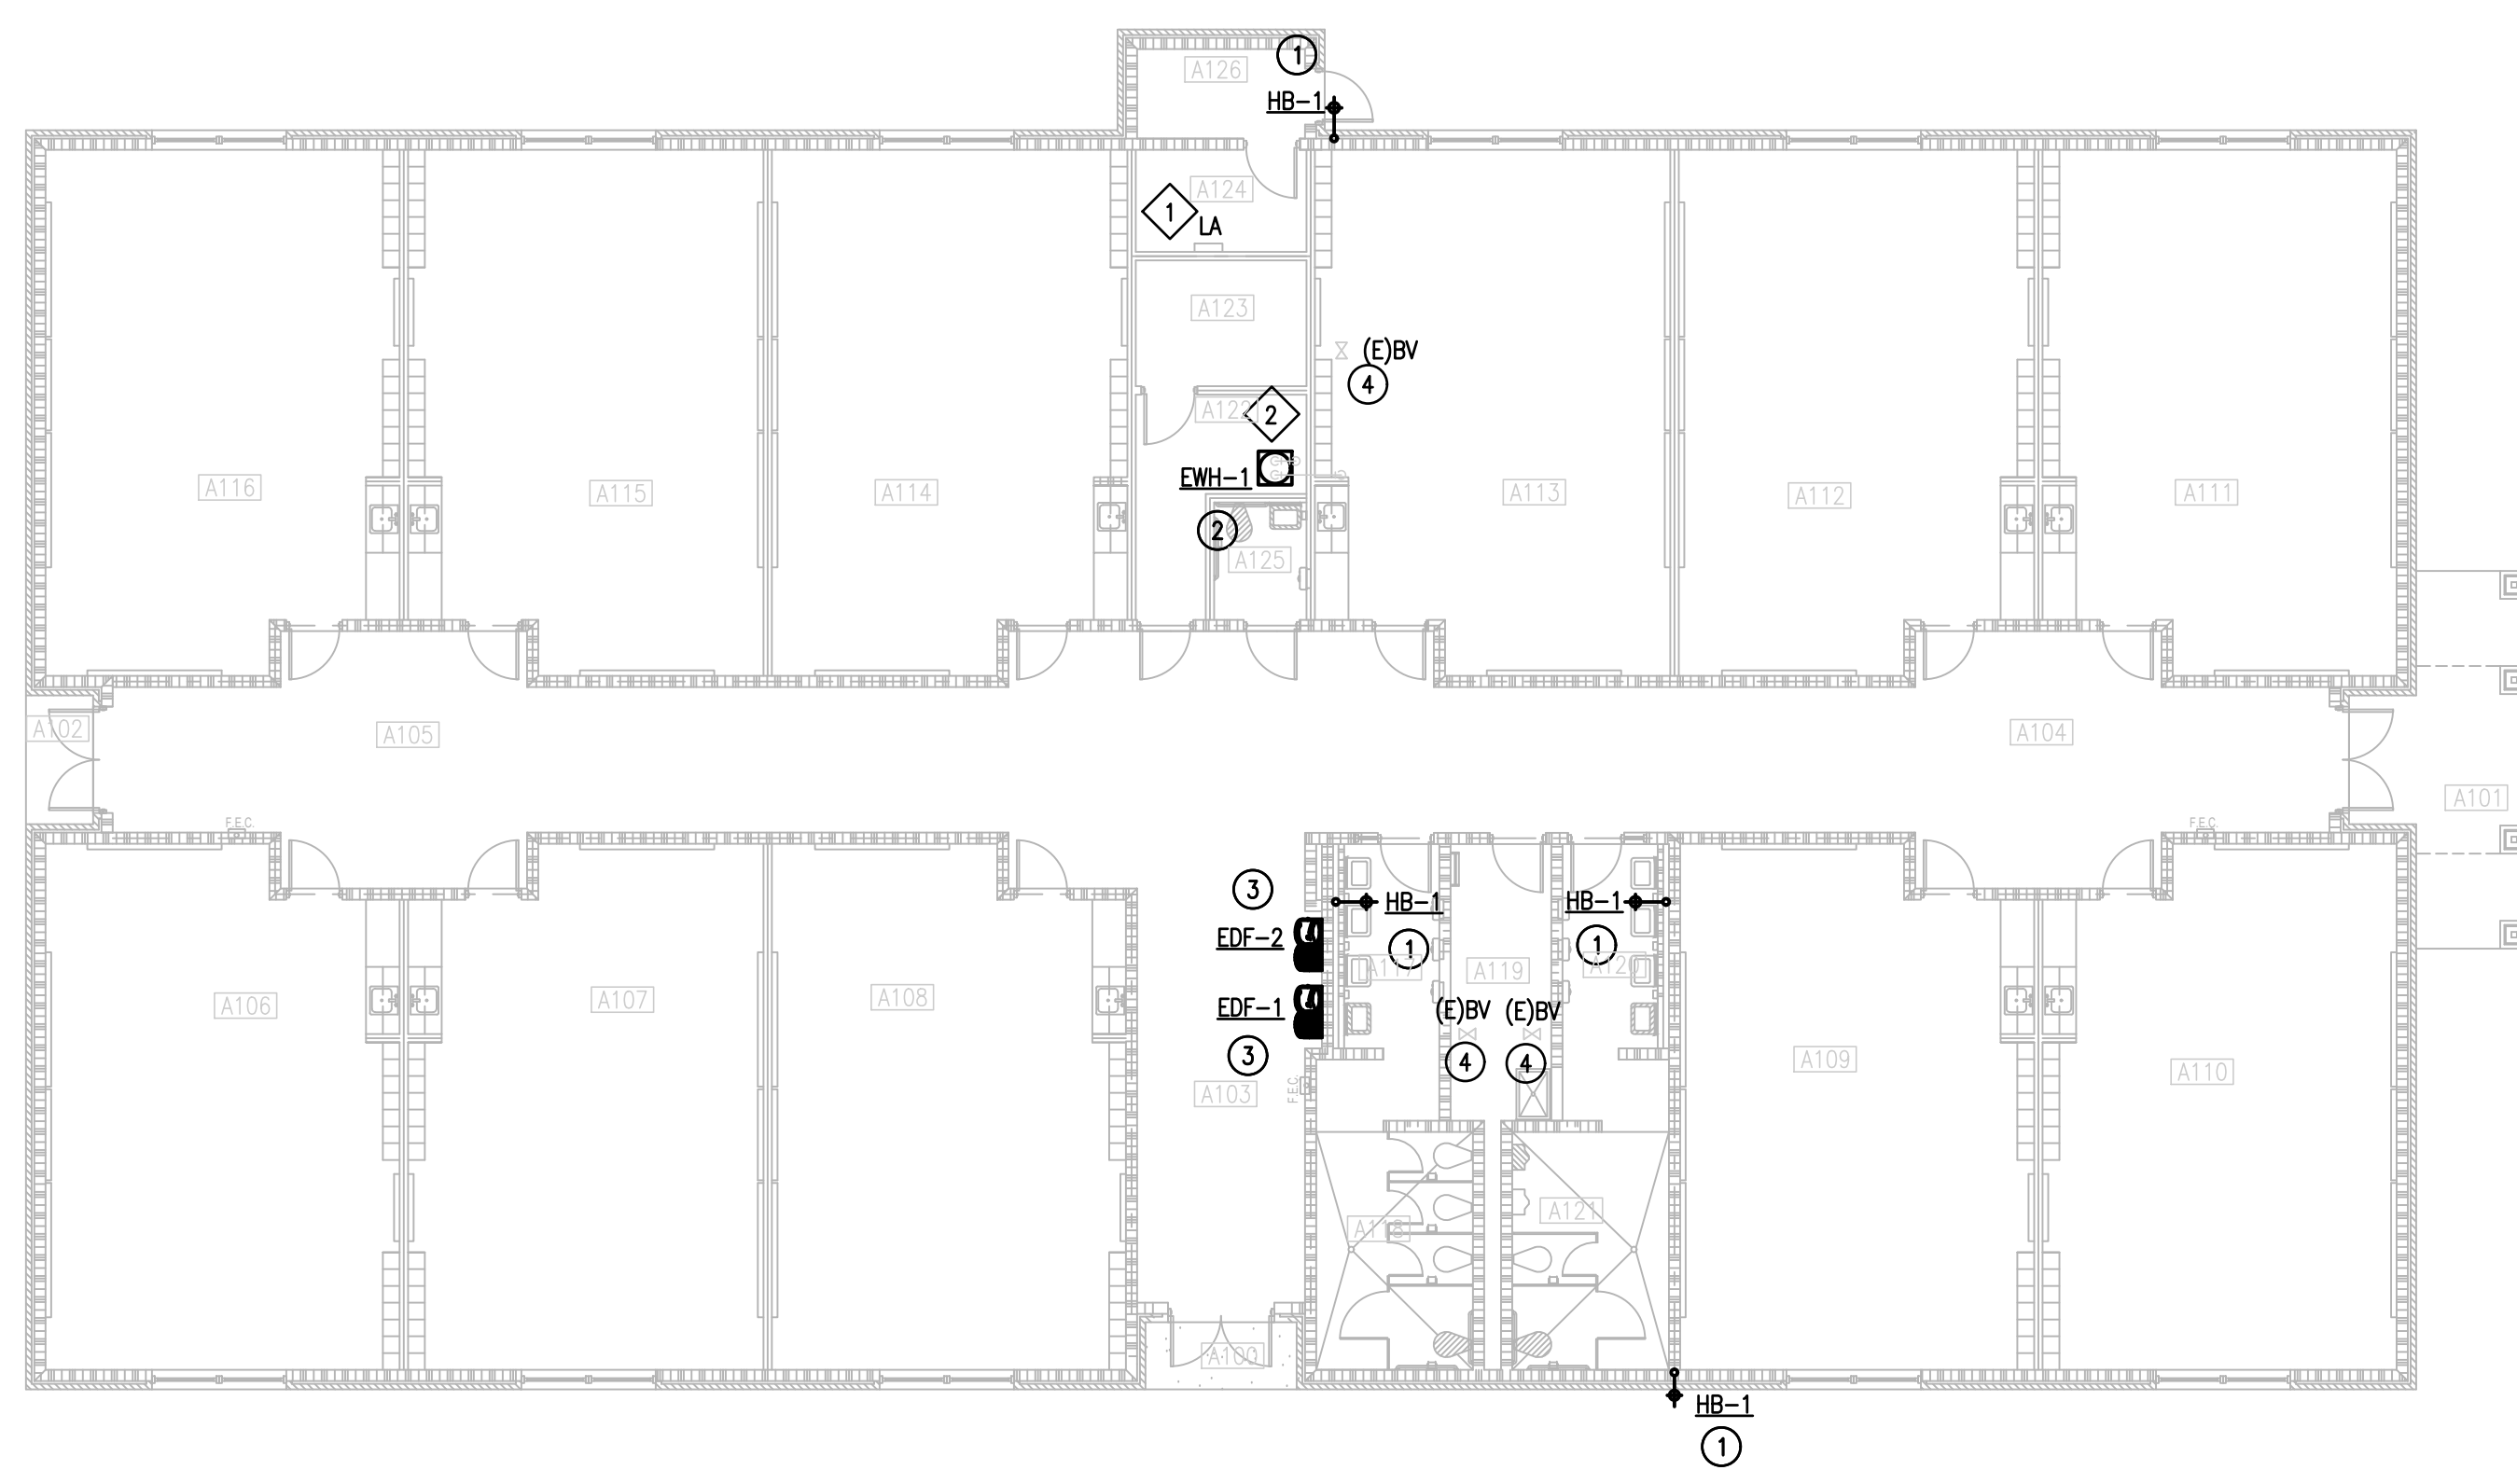 1
A126
HB-1
A124
1
LA
A123
(E)BV
4
A122
2
EWH-1
A116
A115
A114
A113
A112
A111
2
A125
A102
A105
A104
A101
F.E.C.
F.E.C.
3
HB-1
HB-1
EDF-2
1
1
A117
A119
A120
EDF-1
(E)BV
(E)BV
A106
A107
A108
3
4
4
A109
A110
A103
F.E.C.
A118
A121
A100
HB-1
1